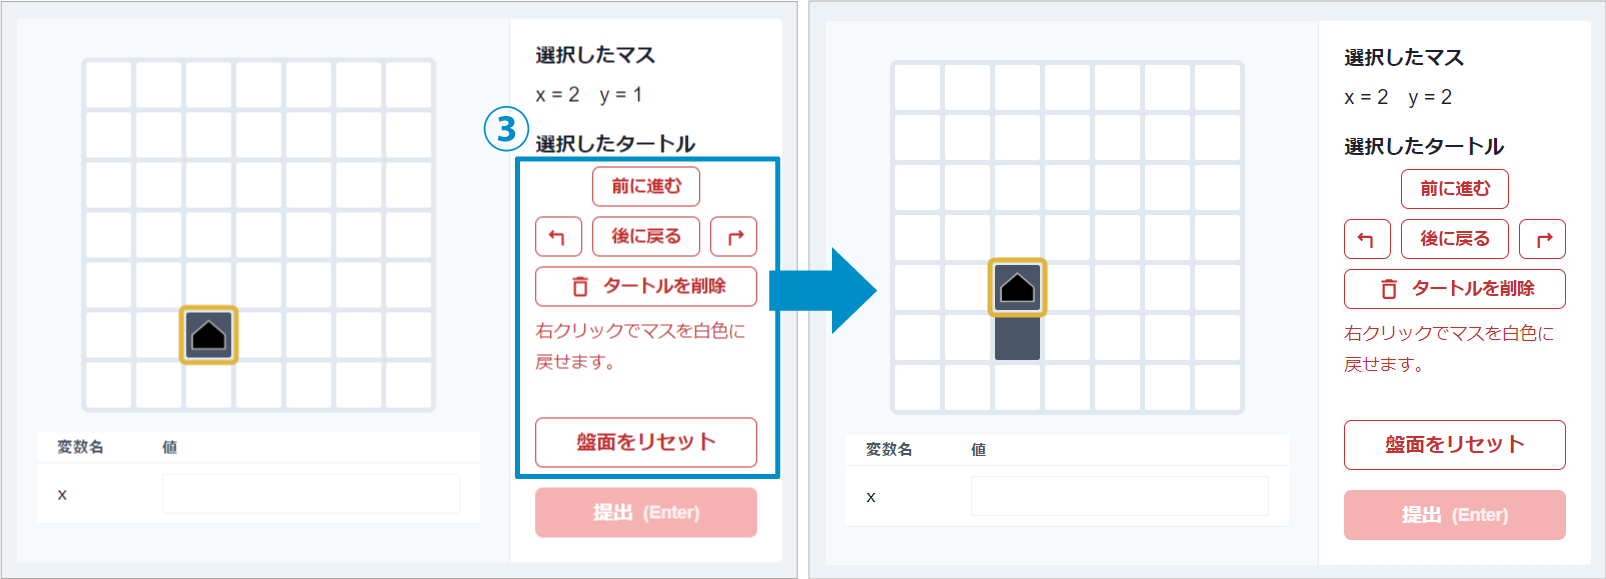 選択したマス
x = 2 y = 1
③
選択したタートル
前に進む
後に戻る
タートルを削除
右クリックでマスを白色に
戻せます。
盤面をリセット
提出 (Enter)
変数名 値
x
選択したマス
x = 2 y = 2
選択したタートル
前に進む
後に戻る
タートルを削除
右クリックでマスを白色に
戻せます。
盤面をリセット
提出 (Enter)
変数名 値
x